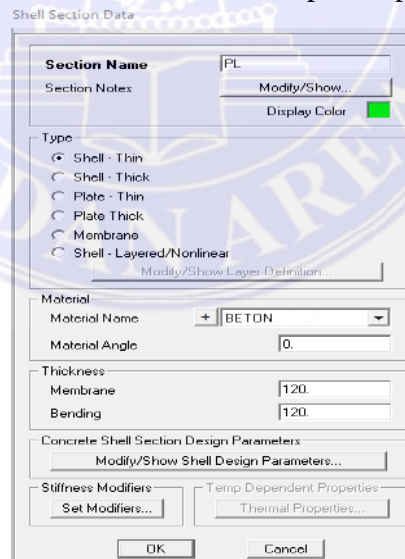 Shell Section Data
Section Name PL
Section Notes Modify/Show...
Display Color
Type
Shell - Thin
Shell - Thick
Plate - Thin
Plate Thick
Membrane
Shell - Layered/Nonlinear
Modify/Show Layer Definition...
Material
Material Name + BETON
Material Angle 0.
Thickness
Membrane 120.
Bending 120.
Concrete Shell Section Design Parameters
Modify/Show Shell Design Parameters...
Stiffness Modifiers Temp Dependent Properties
Set Modifiers... Thermal Properties...
OK Cancel